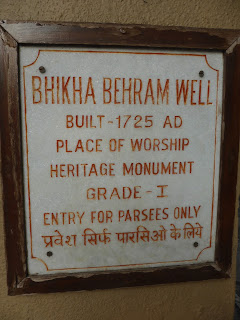 BHIKHA BEHRAM WELL
BUILT-1725 AD
PLACE OF WORSHIP
HERITAGE MONUMENT
GRADE-I
ENTRY FOR PARSEES ONLY
प्रवेश सिर्फ पारसिओ के लिये